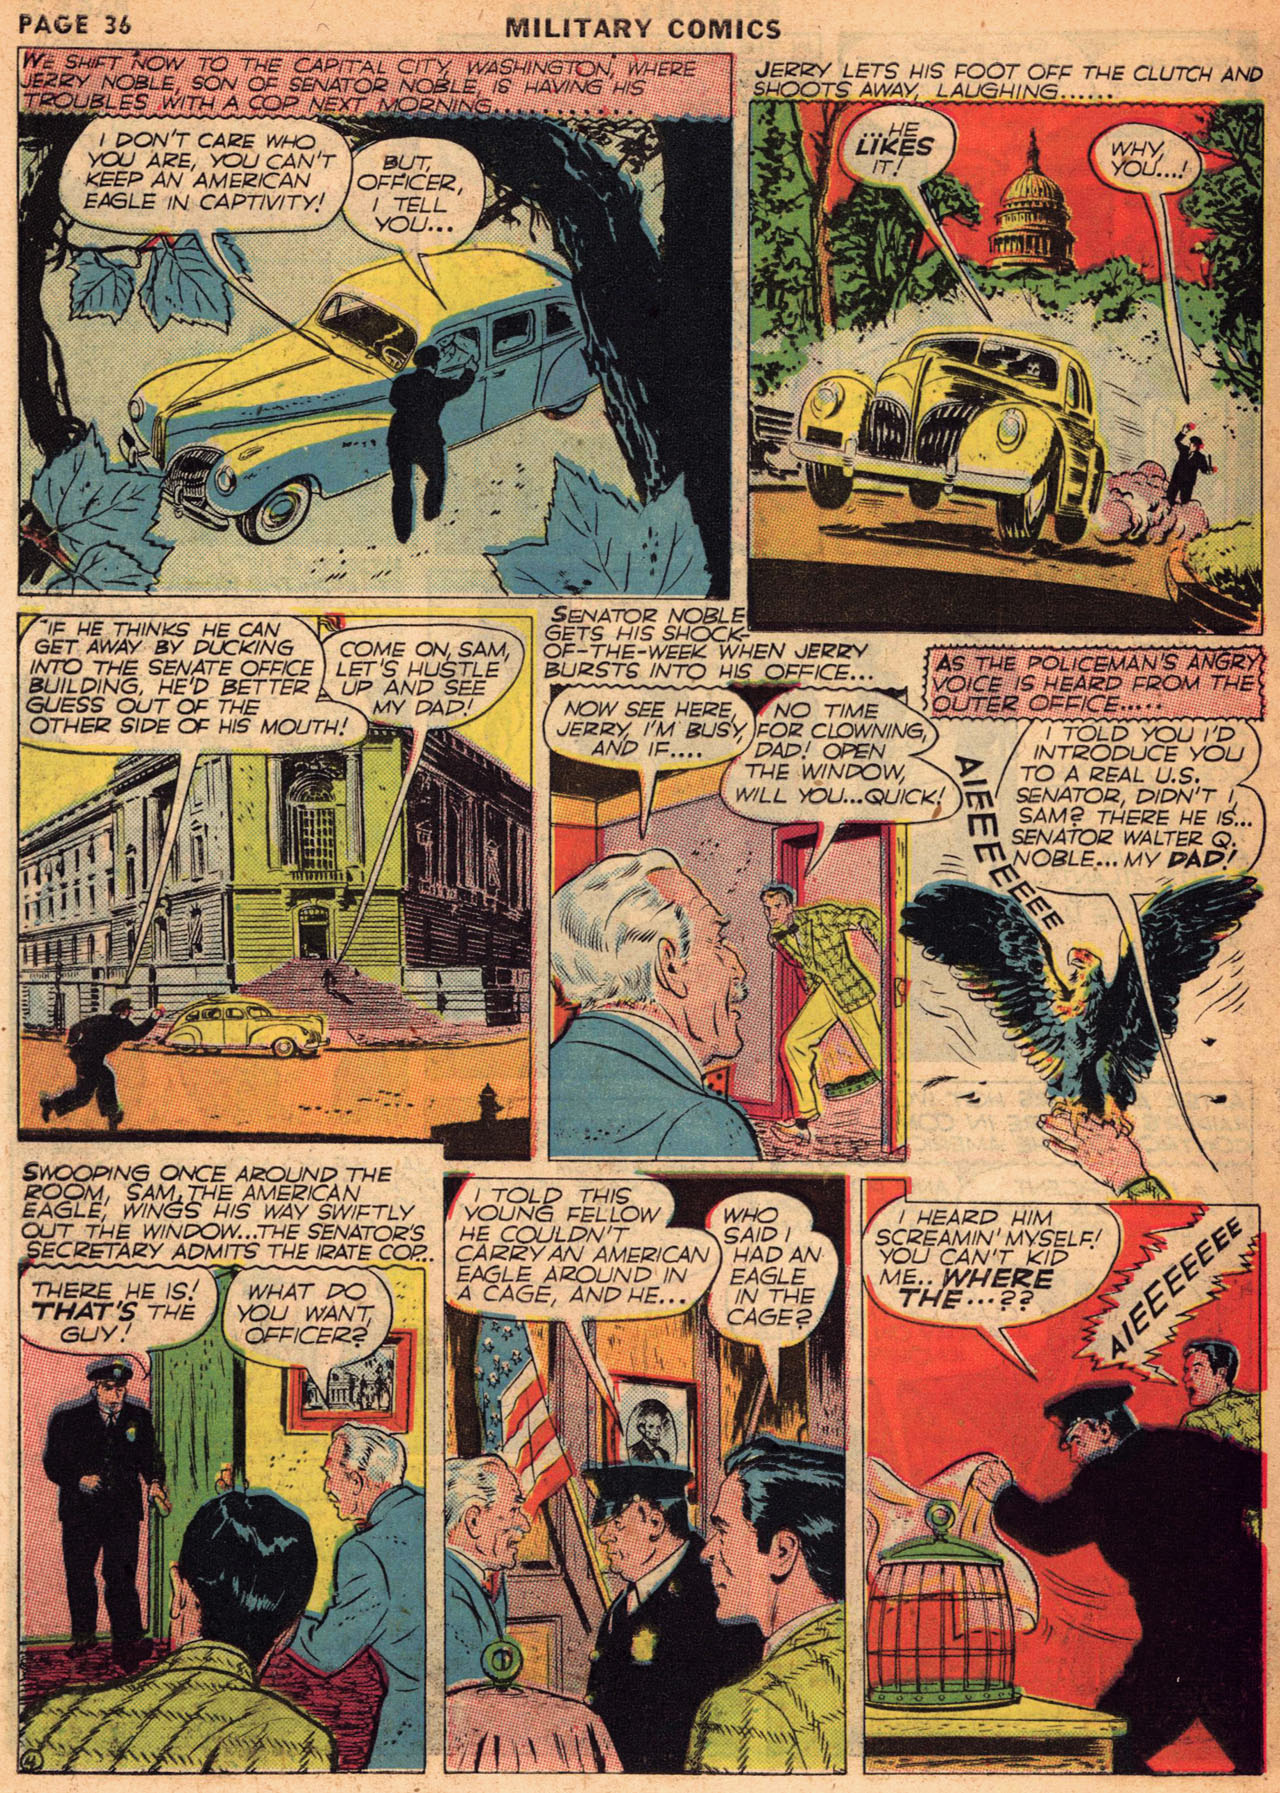 PAGE 36
MILITARY COMICS
WE SHIFT NOW TO THE CAPITAL CITY, WASHINGTON, WHERE
JERRY NOBLE, SON OF SENATOR NOBLE, IS HAVING HIS
TROUBLES WITH A COP NEXT MORNING............
I DON'T CARE WHO
YOU ARE, YOU CAN'T
KEEP AN AMERICAN
EAGLE IN CAPTIVITY!
BUT,
OFFICER,
I TELL
YOU...
JERRY LETS HIS FOOT OFF THE CLUTCH AND
SHOOTS AWAY, LAUGHING......
...HE
LIKES
IT!
WHY,
YOU...!
IF HE THINKS HE CAN
GET AWAY BY DUCKING
INTO THE SENATE OFFICE
BUILDING, HE'D BETTER
GUESS OUT OF THE
OTHER SIDE OF HIS MOUTH!
COME ON, SAM,
LET'S HUSTLE
UP AND SEE
MY DAD!
SENATOR NOBLE
GETS HIS SHOCK-
OF-THE-WEEK WHEN JERRY
BURSTS INTO HIS OFFICE...
NOW SEE HERE,
JERRY, I'M BUSY,
AND IF....
NO TIME
FOR CLOWNING,
DAD! OPEN
THE WINDOW,
WILL YOU...QUICK!
AS THE POLICEMAN'S ANGRY
VOICE IS HEARD FROM THE
OUTER OFFICE.....
I TOLD YOU I'D
INTRODUCE YOU
TO A REAL U.S.
SENATOR, DIDN'T I,
SAM? THERE HE IS...
SENATOR WALTER Q.
NOBLE... MY DAD!
AIEEEEEEEE
SWOOPING ONCE AROUND THE
ROOM, SAM, THE AMERICAN
EAGLE, WINGS HIS WAY SWIFTLY
OUT THE WINDOW...THE SENATOR'S
SECRETARY ADMITS THE IRATE COP...
THERE HE IS!
THAT'S THE
GUY!
WHAT DO
YOU WANT,
OFFICER?
4
I TOLD THIS
YOUNG FELLOW
HE COULDN'T
CARRY AN AMERICAN
EAGLE AROUND IN
A CAGE, AND HE...
WHO
SAID I
HAD AN
EAGLE
IN THE
CAGE?
I HEARD HIM
SCREAMIN' MYSELF!
YOU CAN'T KID
ME.. WHERE
THE...??
AIEEEEEEEE